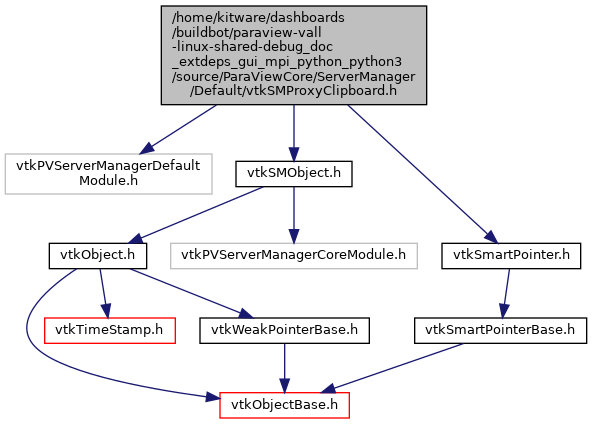 /home/kitware/dashboards
/buildbot/paraview-vall
-linux-shared-debug_doc
_extdeps_gui_mpi_python_python3
/source/ParaViewCore/ServerManager
/Default/vtkSMProxyClipboard.h
vtkPVServerManagerDefault
Module.h
vtkSMObject.h
vtkObject.h
vtkPVServerManagerCoreModule.h
vtkSmartPointer.h
vtkTimeStamp.h
vtkWeakPointerBase.h
vtkSmartPointerBase.h
vtkObjectBase.h